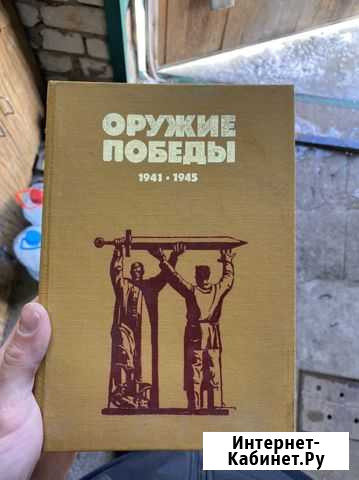 ОРУЖИЕ
ПОБЕДЫ
1941 • 1945
Интернет-
Кабинет.Ру